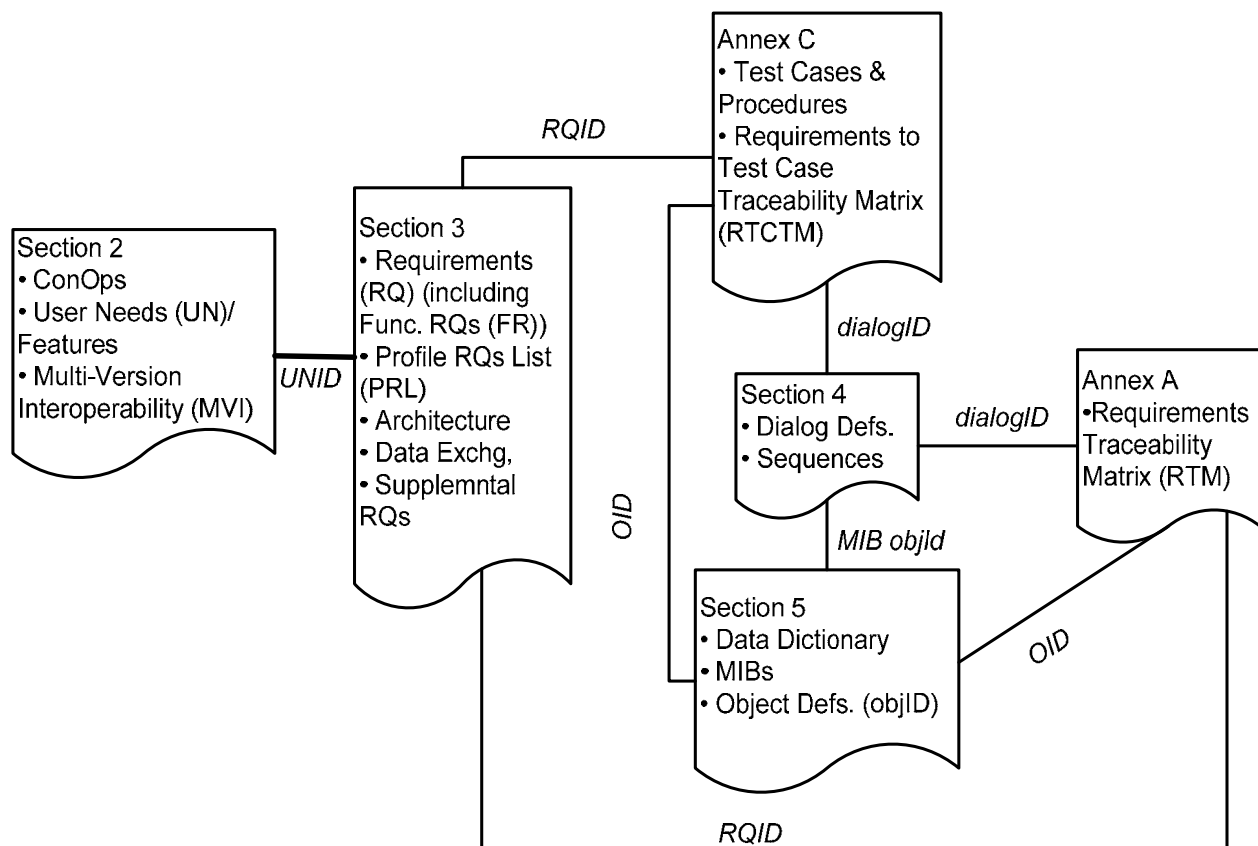 Annex C
• Test Cases &
Procedures
• Requirements to
Test Case
Traceability Matrix
(RTCTM)
RQID
Section 2
• ConOps
• User Needs (UN)/
Features
• Multi-Version
Interoperability (MVI)
UNID
Section 3
• Requirements
(RQ) (including
Func. RQs (FR))
• Profile RQs List
(PRL)
• Architecture
• Data Exchg,
• Supplemntal
RQs
OID
dialogID
Section 4
• Dialog Defs.
• Sequences
dialogID
Annex A
•Requirements
Traceability
Matrix (RTM)
MIB objId
Section 5
• Data Dictionary
• MIBs
• Object Defs. (objID)
OID
RQID